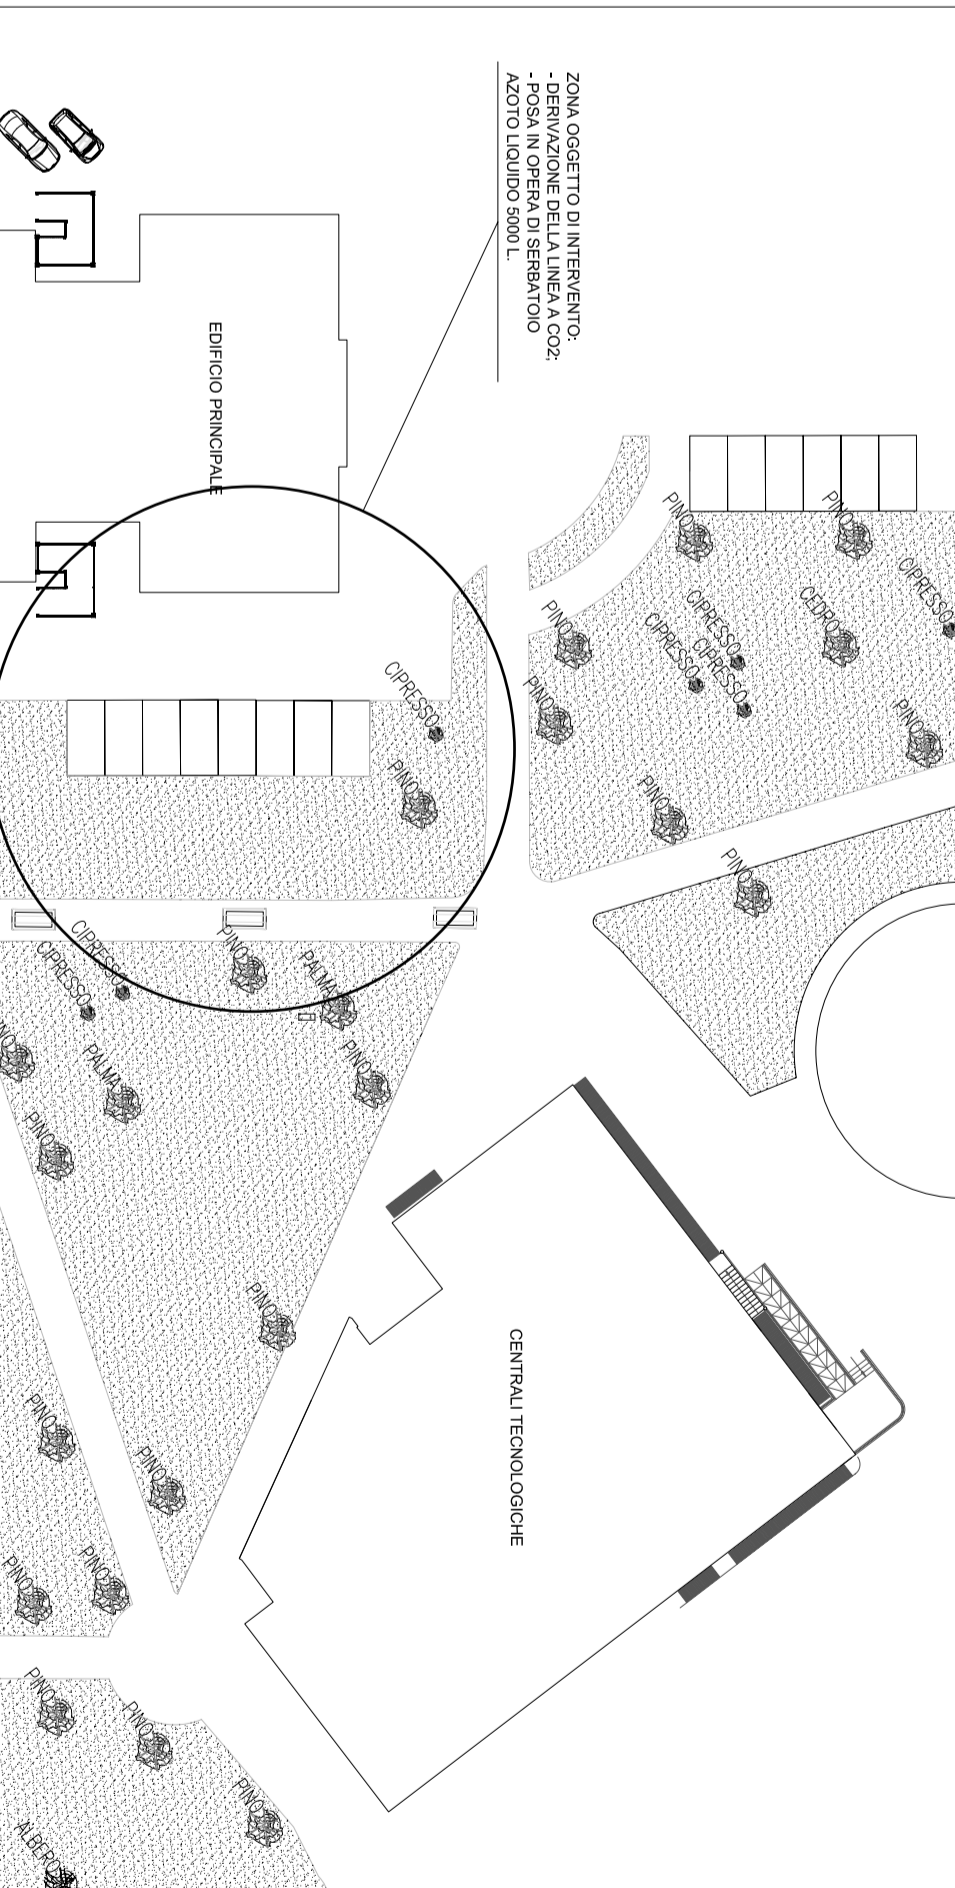 ZONA OGGETTO DI INTERVENTO:
- DERIVAZIONE DELLA LINEA A CO2;
- POSA IN OPERA DI SERBATOIO
AZOTO LIQUIDO 5000 L.
EDIFICIO PRINCIPALE
PINO
PINO
CIPRESSO
PINO
CIPRESSO
CIPRESSO
CIPRESSO
CEDRO
PINO
PINO
PINO
PINO
CIPRESSO
PINO
CIPRESSO
CIPRESSO
PINO
PALMA
PINO
PINO
PALMA
PINO
PINO
CENTRALI TECNOLOGICHE
PINO
PINO
PINO
PINO
PINO
PINO
PINO
ALBERO